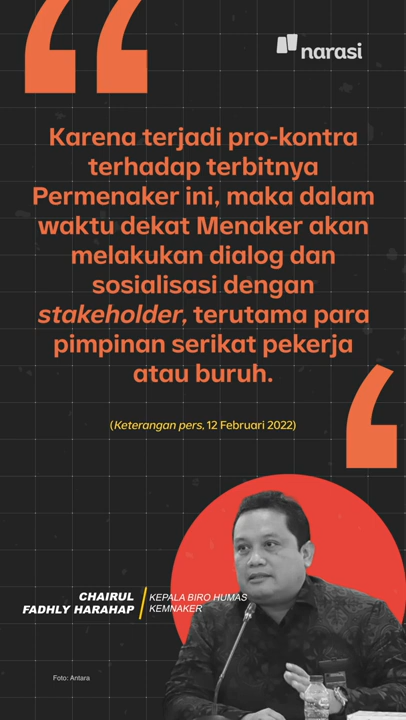 narasi
Karena terjadi pro-kontra
terhadap terbitnya
Permenaker ini, maka dalam
waktu dekat Menaker akan
melakukan dialog dan
sosialisasi dengan
stakeholder, terutama para
pimpinan serikat pekerja
atau buruh.
(Keterangan pers, 12 Februari 2022)
CHAIRUL
FADHLY HARAHAP
KEPALA BIRO HUMAS
KEMNAKER
Foto: Antara